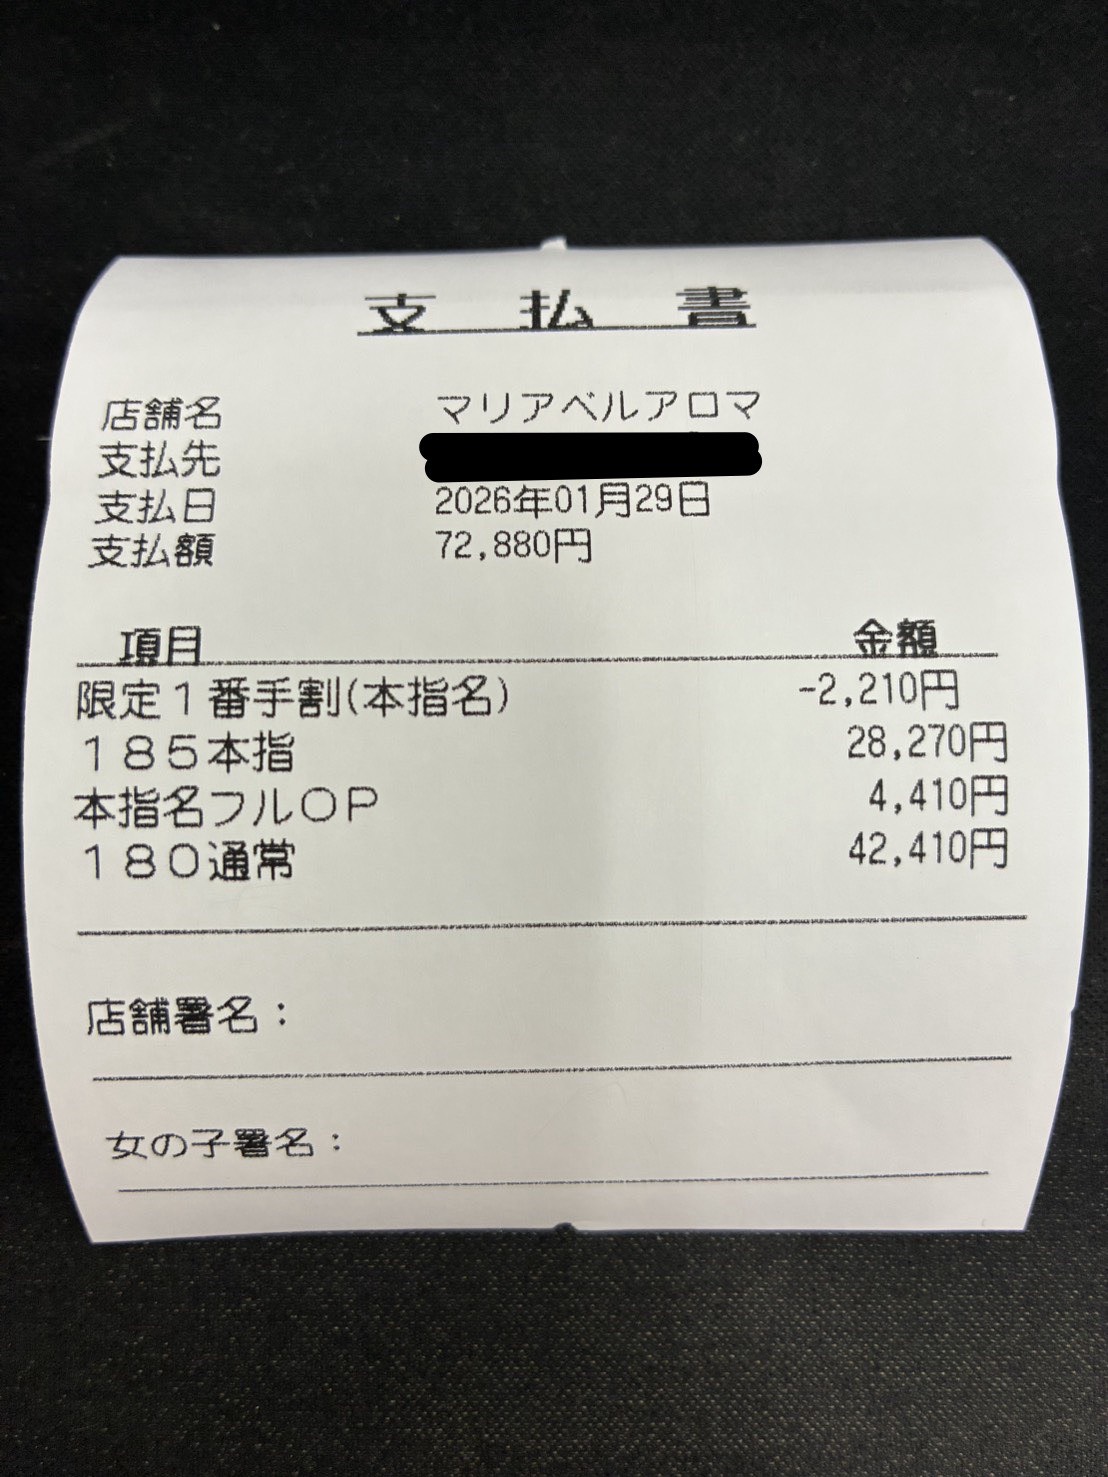 支払書
店舗名 マリアベルアロマ
支払先
支払日 2026年01月29日
支払額 72,880円
項目 金額
限定１番手割(本指名) -2,210円
１８５本指 28,270円
本指名フルＯＰ 4,410円
１８０通常 42,410円
店舗署名：
女の子署名：